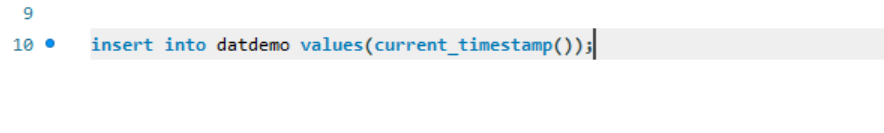 9
10 insert into datdemo values(current_timestamp());